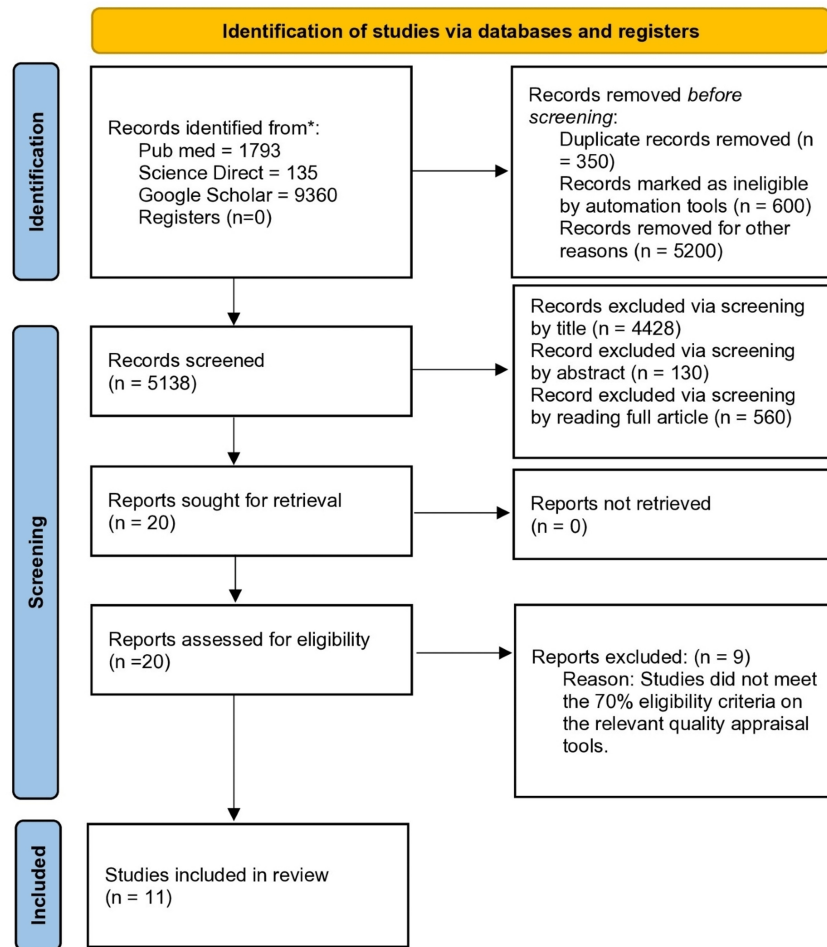 Identification of studies via databases and registers
Identification
Records identified from*:
Pub med = 1793
Science Direct = 135
Google Scholar = 9360
Registers (n=0)
Records removed before
screening:
Duplicate records removed (n
= 350)
Records marked as ineligible
by automation tools (n = 600)
Records removed for other
reasons (n = 5200)
Screening
Records screened
(n = 5138)
Records excluded via screening
by title (n = 4428)
Record excluded via screening
by abstract (n = 130)
Record excluded via screening
by reading full article (n = 560)
Reports sought for retrieval
(n = 20)
Reports not retrieved
(n = 0)
Reports assessed for eligibility
(n =20)
Reports excluded: (n = 9)
Reason: Studies did not meet
the 70% eligibility criteria on
the relevant quality appraisal
tools.
Included
Studies included in review
(n = 11)